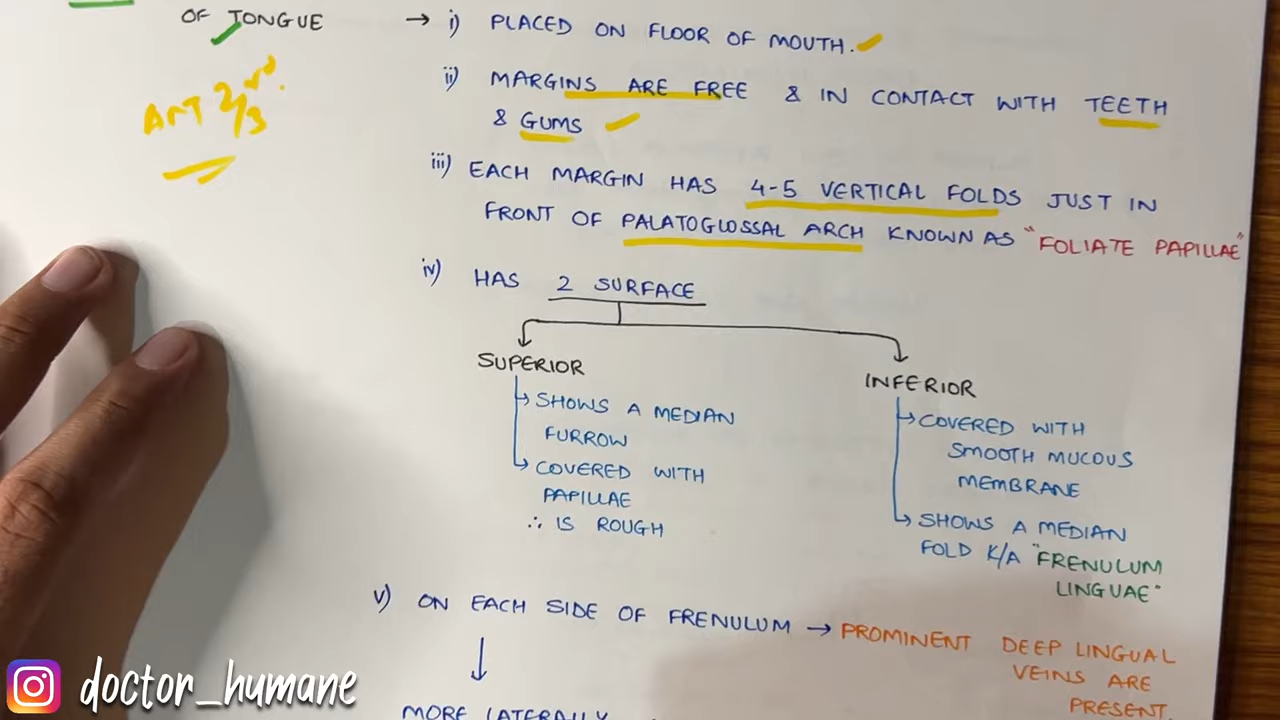 OF TONGUE → i) PLACED ON FLOOR OF MOUTH.
ANT 2/3rd.
ii) MARGINS ARE FREE & IN CONTACT WITH TEETH
& GUMS
iii) EACH MARGIN HAS 4-5 VERTICAL FOLDS JUST IN
FRONT OF PALATOGLOSSAL ARCH KNOWN AS "FOLIATE PAPILLAE"
iv) HAS 2 SURFACE
SUPERIOR
SHOWS A MEDIAN
FURROW
COVERED WITH
PAPILLAE
∴ IS ROUGH
INFERIOR
COVERED WITH
SMOOTH MUCOUS
MEMBRANE
SHOWS A MEDIAN
FOLD K/A "FRENULUM
LINGUAE"
v) ON EACH SIDE OF FRENULUM → PROMINENT DEEP LINGUAL
VEINS ARE
PRESENT.
MORE LATERALLY
doctor_humane